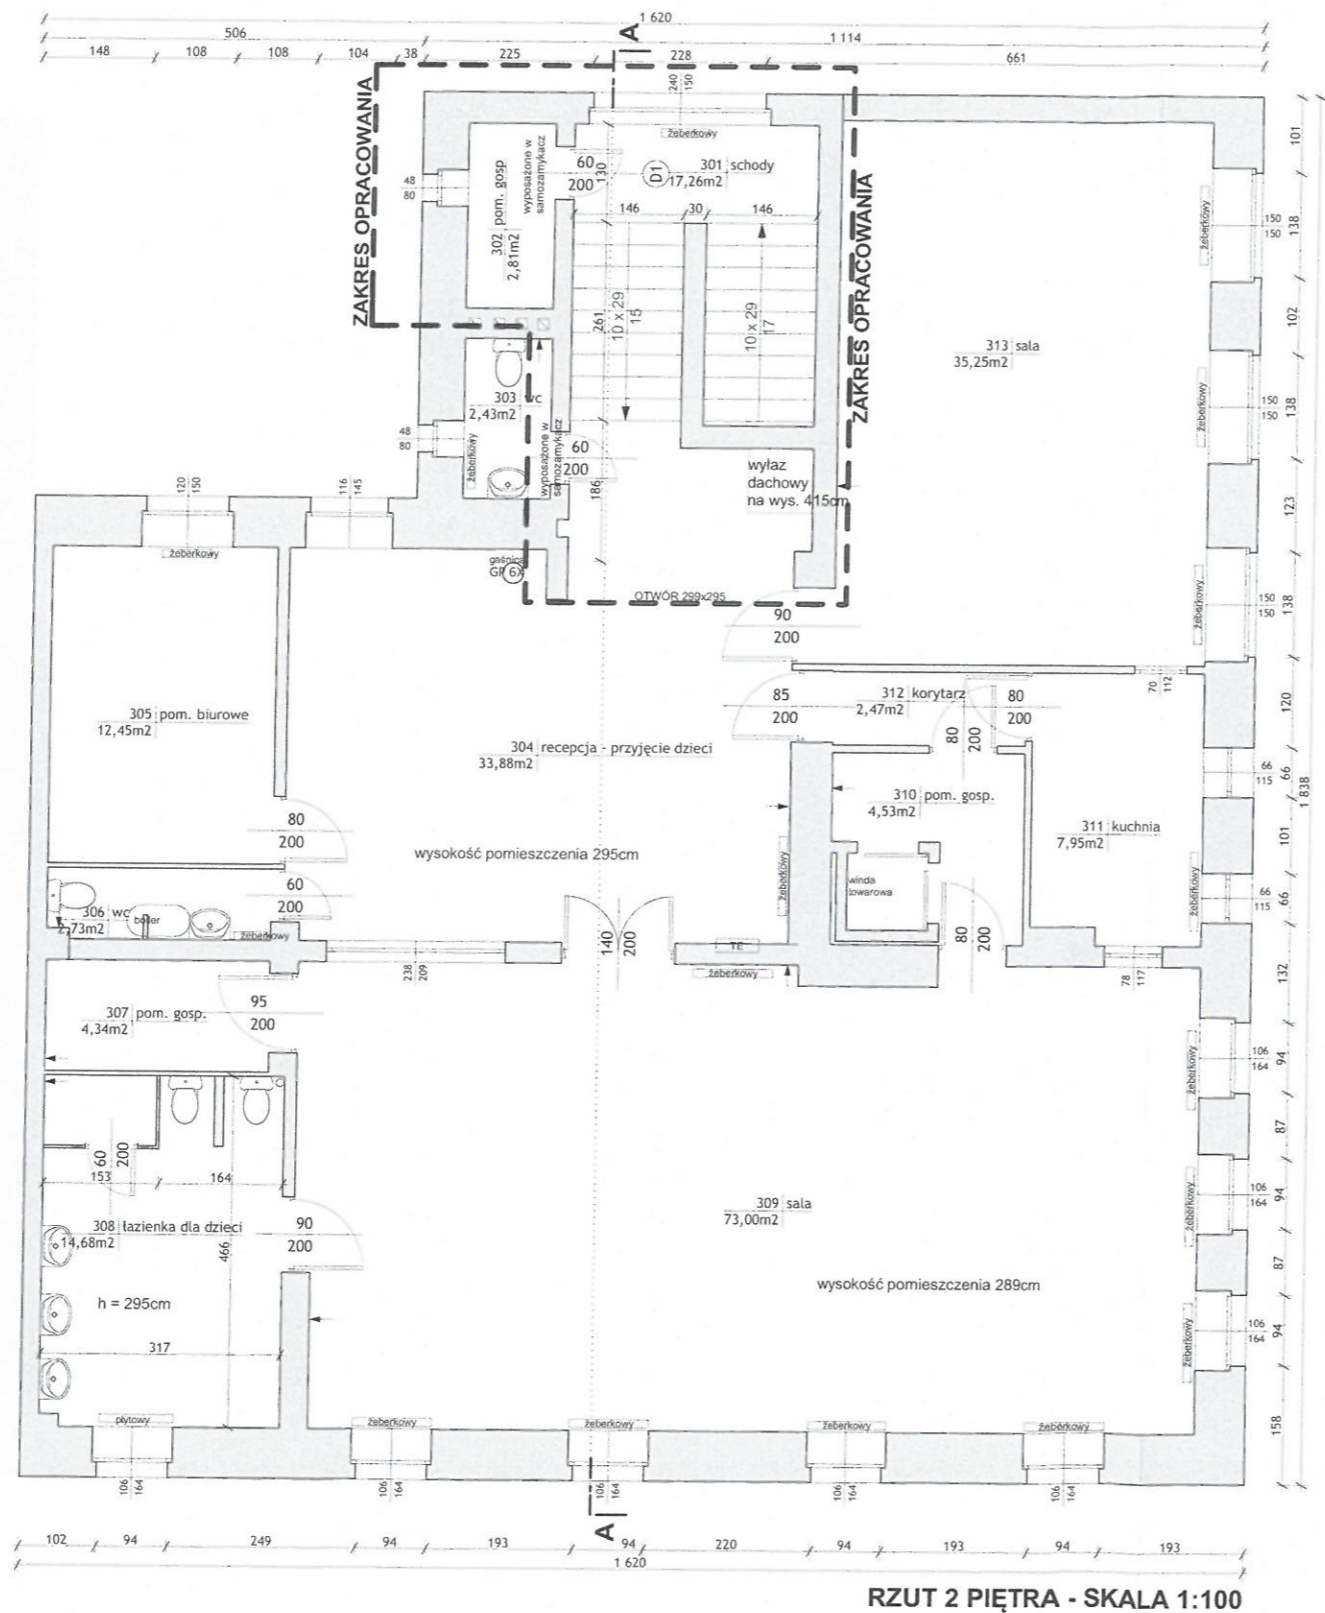 1 620
506
1 114
148
108
108
104
38
225
228
661
A
ZAKRES OPRACOWANIA
240
150
żeberkowy
302 pom. gosp
2,81m2
wyposażone w
samozamykacz
60
200
130
D1
301 schody
17,26m2
48
80
146
30
146
261
10 x 29
15
10 x 29
17
ZAKRES OPRACOWANIA
żeberkowy
150
150
101
138
102
313 sala
35,25m2
żeberkowy
150
150
138
123
303 wc
2,43m2
48
80
żeberkowy
wyposażone w
samozamykacz
60
200
186
wyłaz
dachowy
na wys. 415cm
120
150
116
145
żeberkowy
gaśnica
GP 6X
OTWÓR 299x295
żeberkowy
150
150
138
90
200
305 pom. biurowe
12,45m2
304 recepcja - przyjęcie dzieci
33,88m2
85
200
312 korytarz
2,47m2
80
200
80
200
70
112
120
66
115
66
1 838
310 pom. gosp.
4,53m2
311 kuchnia
7,95m2
101
80
200
wysokość pomieszczenia 295cm
żeberkowy
winda
towarowa
żeberkowy
66
115
66
60
200
306 wc
2,73m2
boiler
żeberkowy
140
200
TE
żeberkowy
80
200
238
209
78
117
132
307 pom. gosp.
4,34m2
95
200
żeberkowy
106
164
94
87
60
200
153
164
309 sala
73,00m2
żeberkowy
106
164
94
308 łazienka dla dzieci
14,68m2
466
90
200
87
wysokość pomieszczenia 289cm
h = 295cm
317
żeberkowy
106
164
94
płytowy
żeberkowy
żeberkowy
żeberkowy
żeberkowy
158
106
164
106
164
106
164
106
164
106
164
A
102
94
249
94
193
94
220
94
193
94
193
1 620
RZUT 2 PIĘTRA - SKALA 1:100